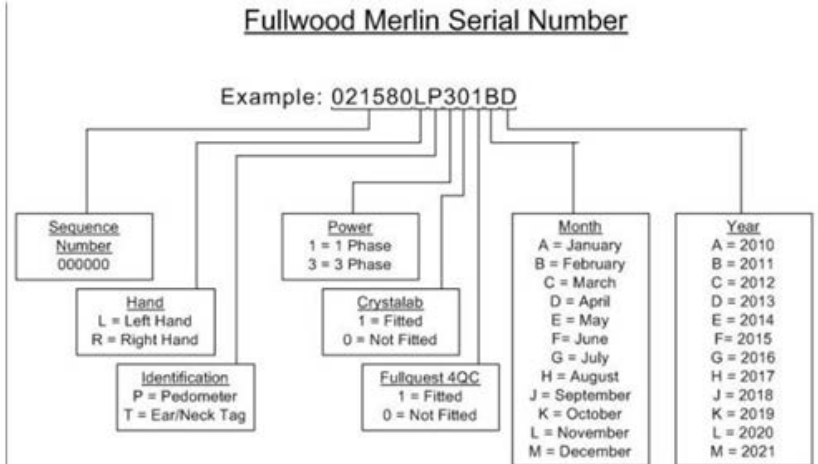 Fullwood Merlin Serial Number
Example: 021580LP301BD
Sequence
Number
000000
Hand
L = Left Hand
R = Right Hand
Identification
P = Pedometer
T = Ear/Neck Tag
Power
1 = 1 Phase
3 = 3 Phase
Crystalab
1 = Fitted
0 = Not Fitted
Fullquest 4QC
1 = Fitted
0 = Not Fitted
Month
A = January
B = February
C = March
D = April
E = May
F= June
G = July
H = August
J = September
K = October
L = November
M = December
Year
A = 2010
B = 2011
C = 2012
D = 2013
E = 2014
F= 2015
G = 2016
H = 2017
J = 2018
K = 2019
L = 2020
M = 2021